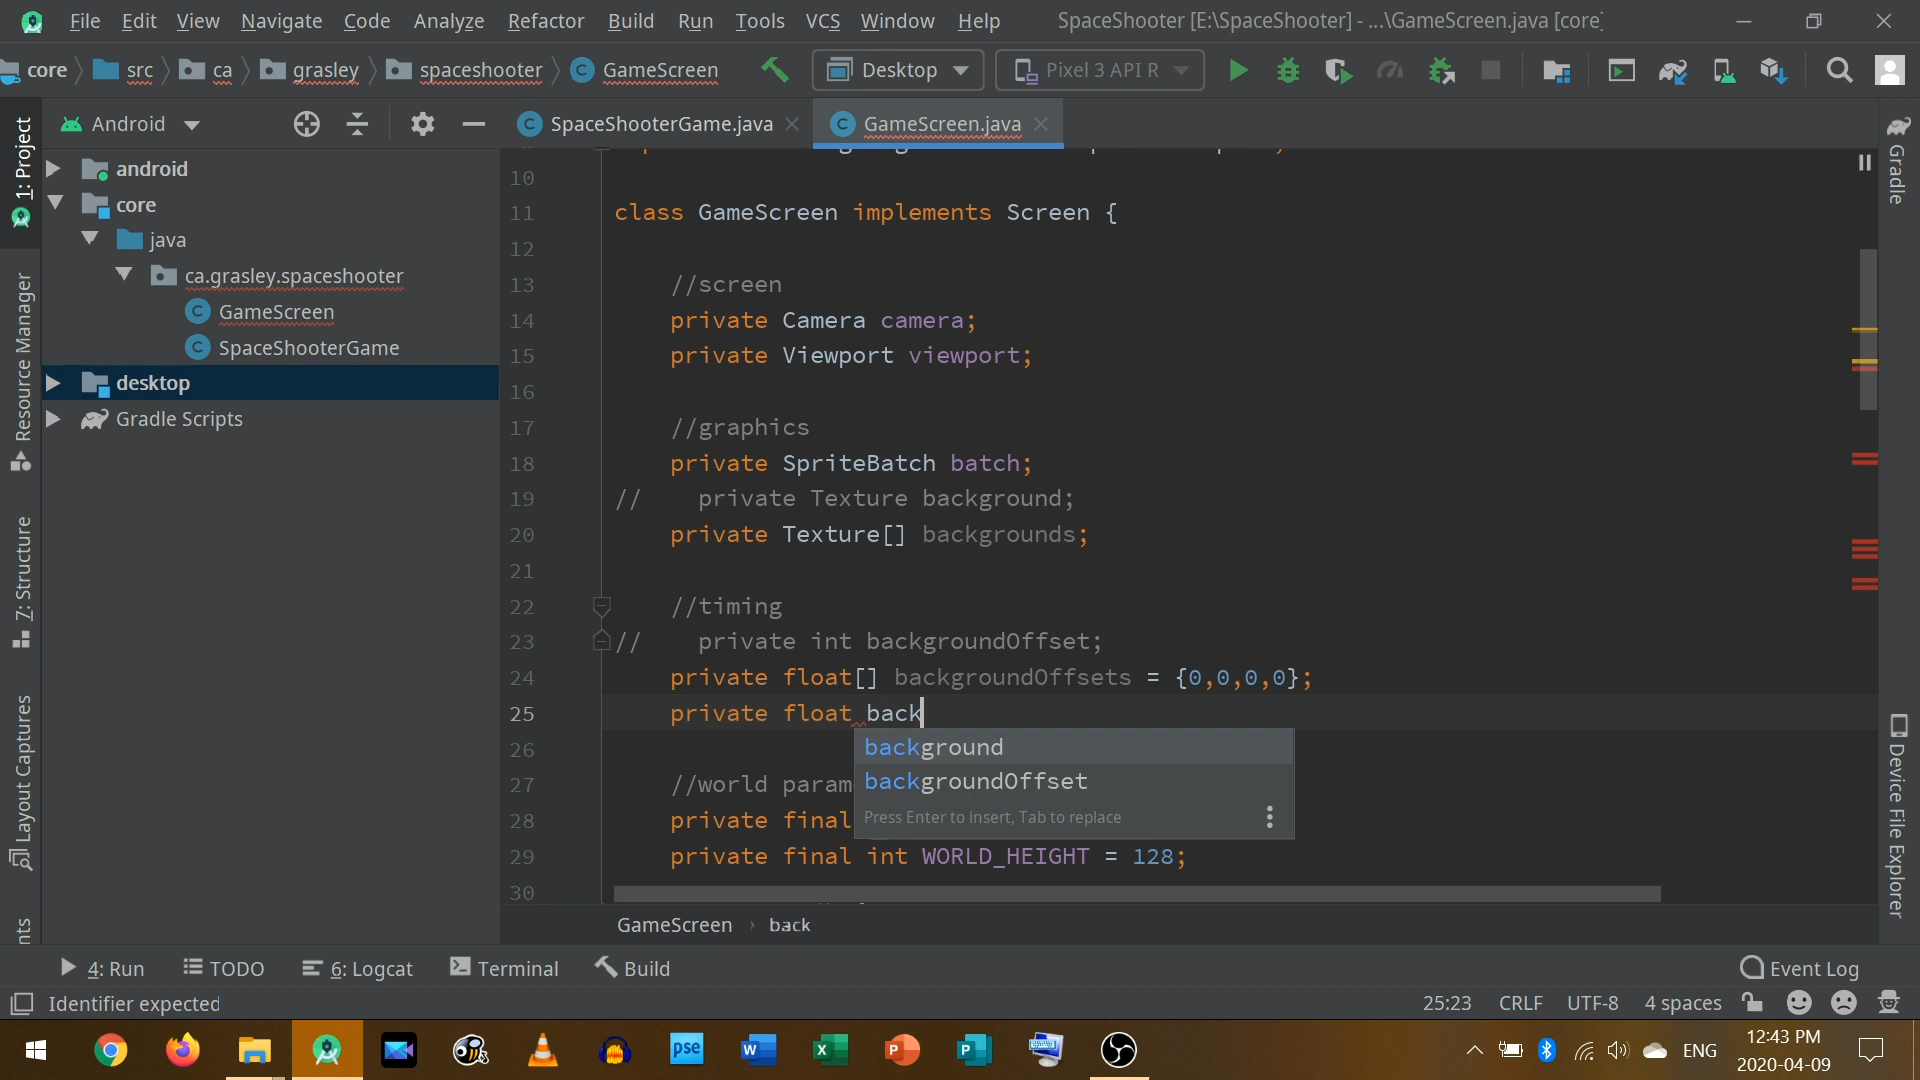 File Edit View Navigate Code Analyze Refactor Build Run Tools VCS Window Help SpaceShooter [E:\SpaceShooter] - ...\GameScreen.java [core]
core src ca grasley spaceshooter GameScreen Desktop Pixel 3 API R
Android SpaceShooterGame.java GameScreen.java
1: Project
Resource Manager
7: Structure
Layout Captures
android
core
java
ca.grasley.spaceshooter
GameScreen
SpaceShooterGame
desktop
Gradle Scripts
10
11 class GameScreen implements Screen {
12
13 //screen
14 private Camera camera;
15 private Viewport viewport;
16
17 //graphics
18 private SpriteBatch batch;
19 // private Texture background;
20 private Texture[] backgrounds;
21
22 //timing
23 // private int backgroundOffset;
24 private float[] backgroundOffsets = {0,0,0,0};
25 private float back
26
27 //world param
28 private final
29 private final int WORLD_HEIGHT = 128;
30
background
backgroundOffset
Press Enter to insert, Tab to replace
Gradle
Device File Explorer
GameScreen › back
4: Run TODO 6: Logcat Terminal Build Event Log
Identifier expected 25:23 CRLF UTF-8 4 spaces
pse W X P P ENG 12:43 PM
2020-04-09